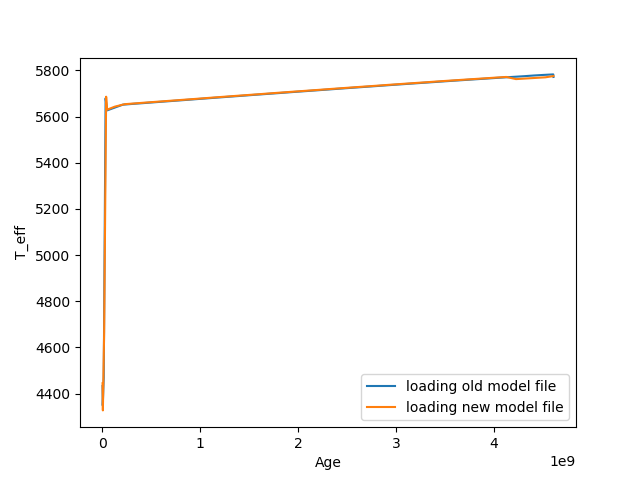 5800
5600
5400
5200
5000
4800
4600
4400
T_eff
loading old model file
loading new model file
0 1 2 3 4
1e9
Age